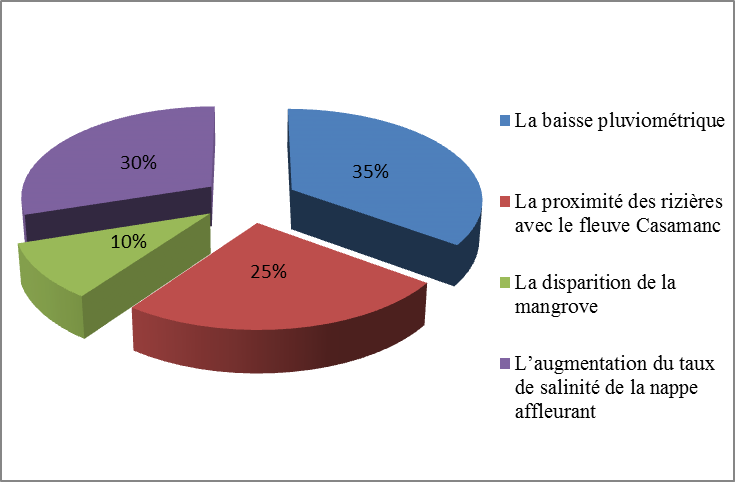 30%
35%
10%
25%
La baisse pluviométrique
La proximité des rizières
avec le fleuve Casamanc
La disparition de la
mangrove
L’augmentation du taux
de salinité de la nappe
affleurant